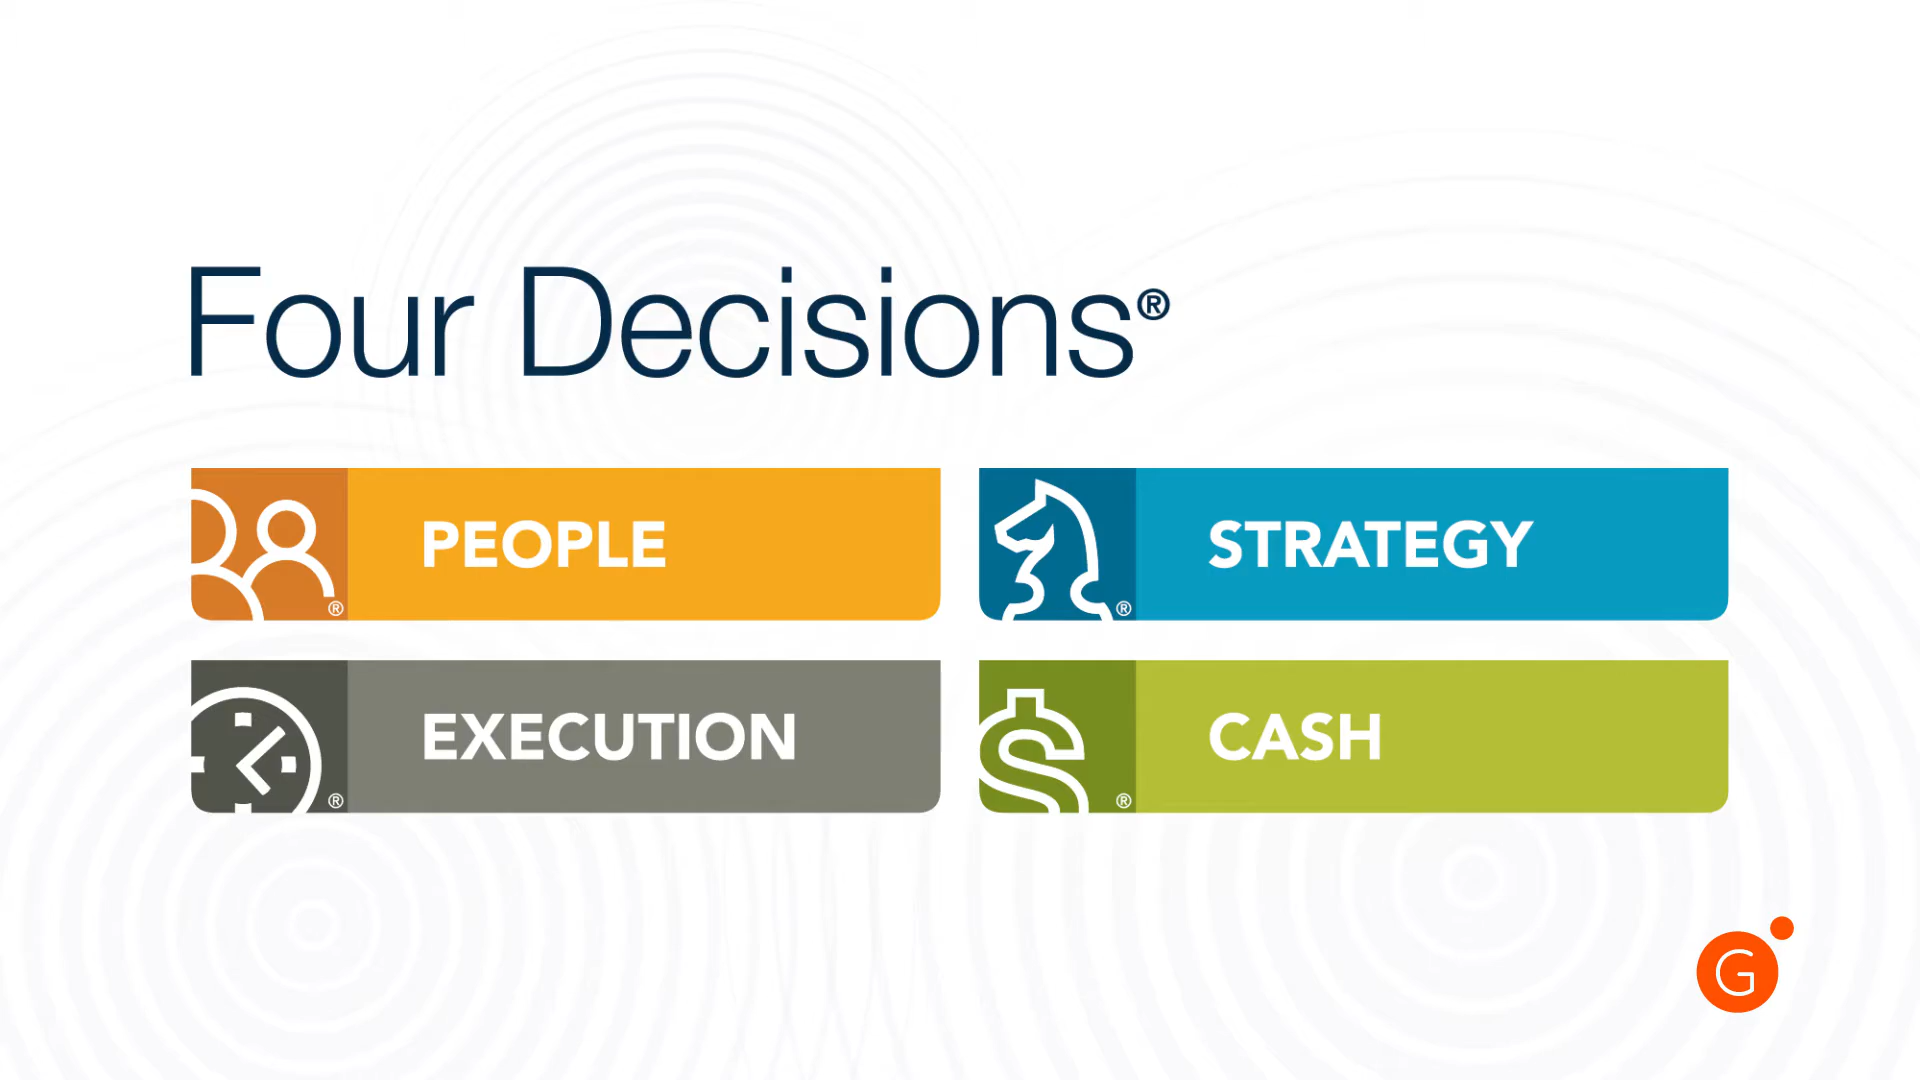 Four Decisions®
PEOPLE
®
STRATEGY
®
EXECUTION
®
CASH
®
G